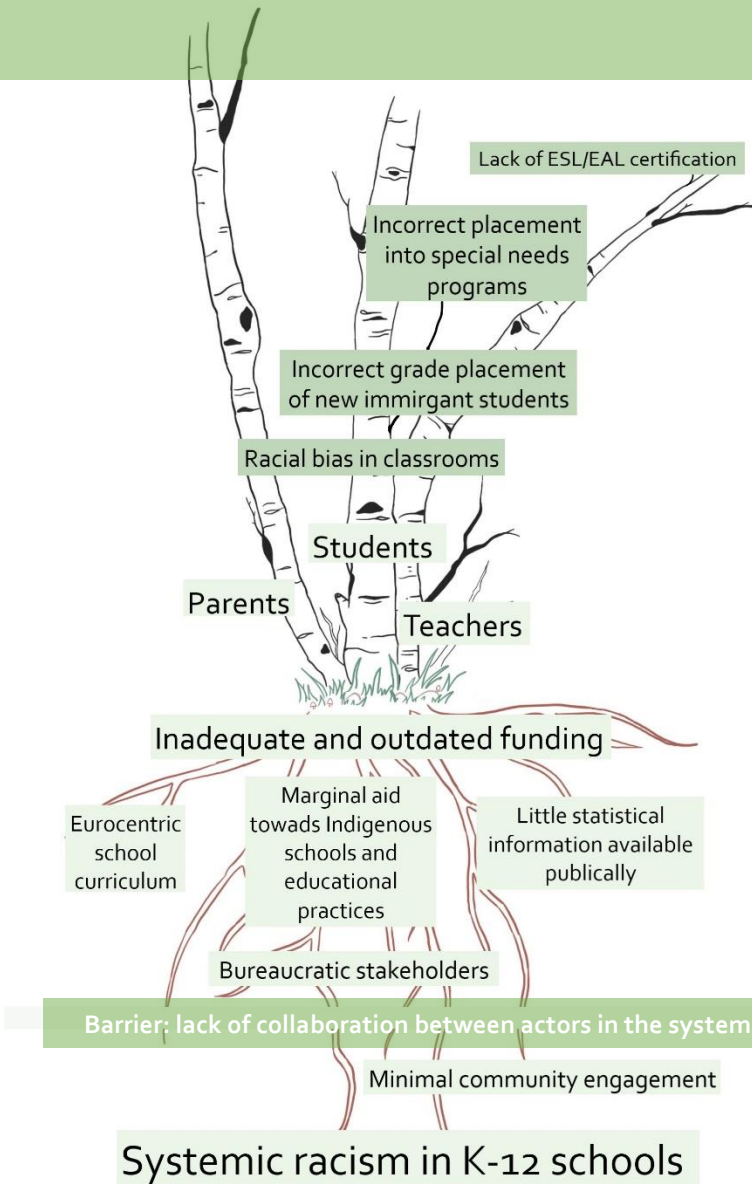 Lack of ESL/EAL certification
Incorrect placement
into special needs
programs
Incorrect grade placement
of new immirgant students
Racial bias in classrooms
Students
Parents
Teachers
Inadequate and outdated funding
Eurocentric
school
curriculum
Marginal aid
towads Indigenous
schools and
educational
practices
Little statistical
information available
publically
Bureaucratic stakeholders
Barrier: lack of collaboration between actors in the system
Minimal community engagement
Systemic racism in K-12 schools